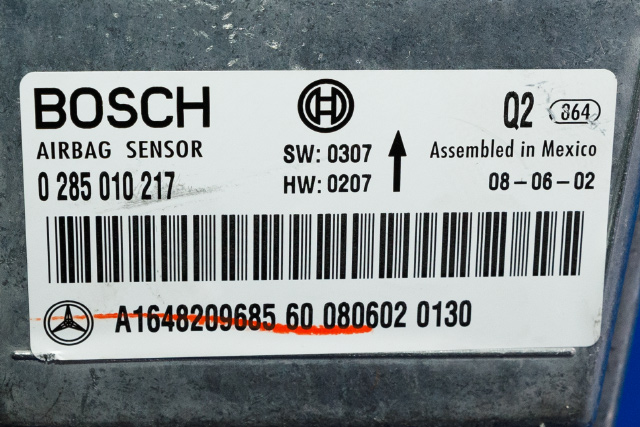 BOSCH
Q2 864
AIRBAG SENSOR
SW: 0307
Assembled in Mexico
0 285 010 217
HW: 0207
08-06-02
A1648209685 60 080602 0130